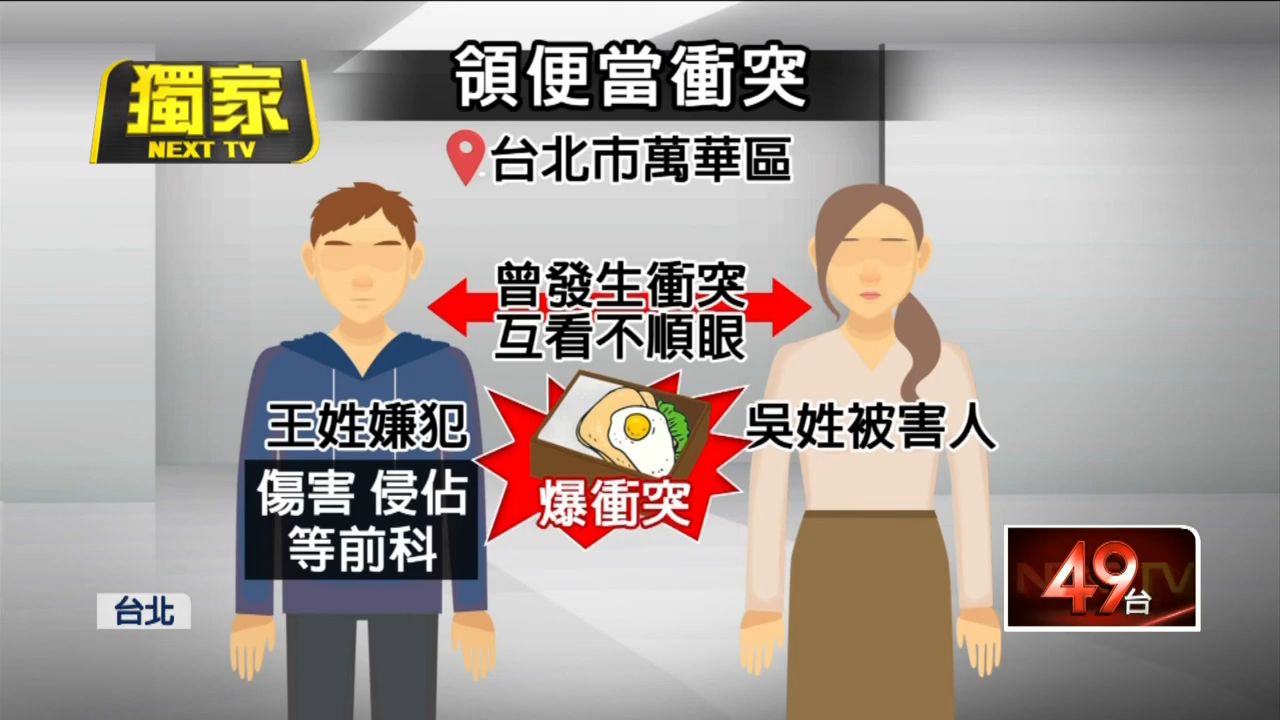 領便當衝突
獨家
NEXT TV
台北市萬華區
曾發生衝突
互看不順眼
王姓嫌犯
吳姓被害人
傷害 侵佔
等前科
爆衝突
台北
49台